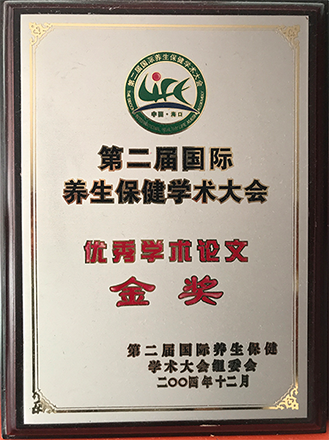 第二届国际养生保健学术大会
LIFE
中国·海口
第二届国际
养生保健学术大会
优秀学术论文
金奖
第二届国际养生保健
学术大会组委会
二〇〇四年十二月